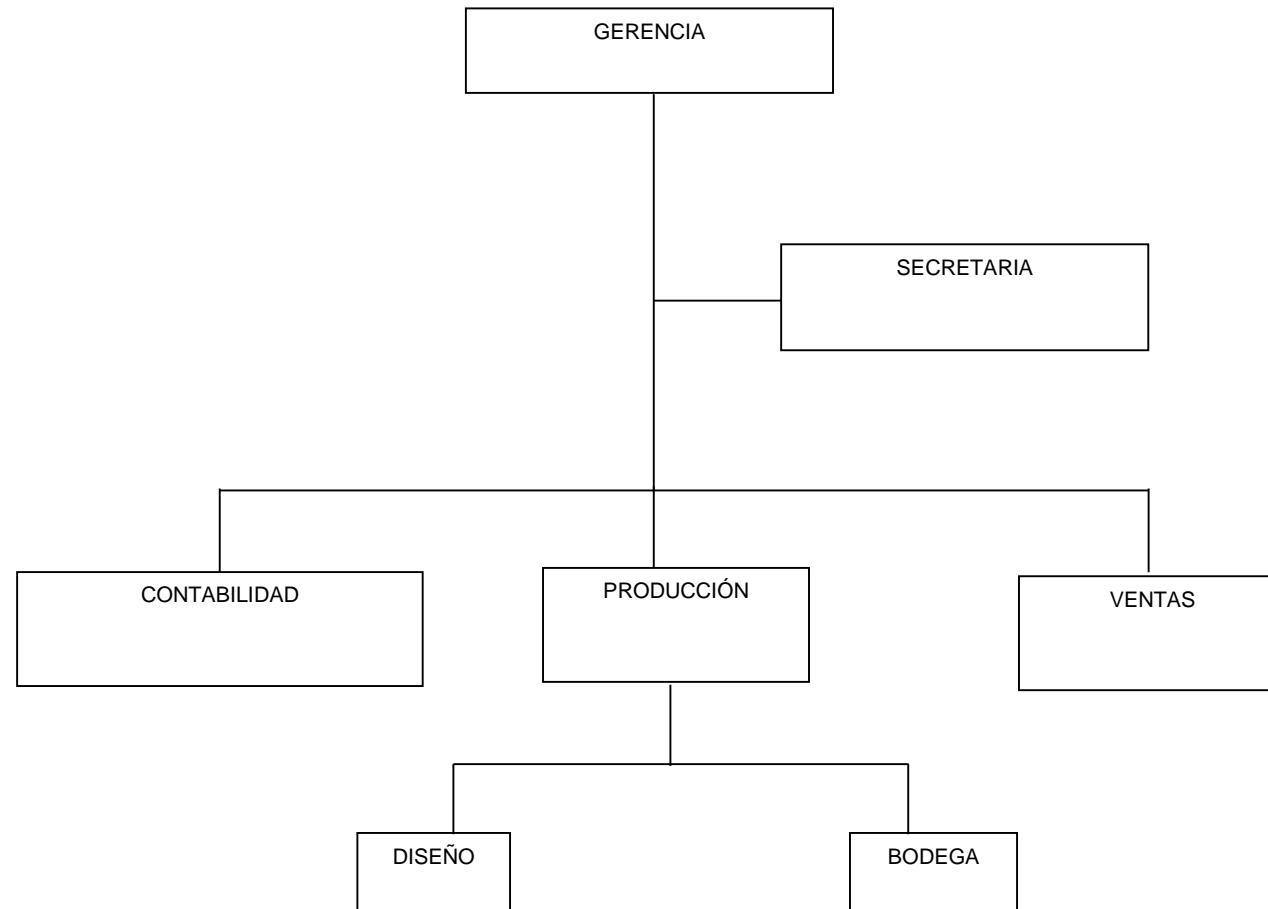 GERENCIA
SECRETARIA
CONTABILIDAD
PRODUCCIÓN
VENTAS
DISEÑO
BODEGA